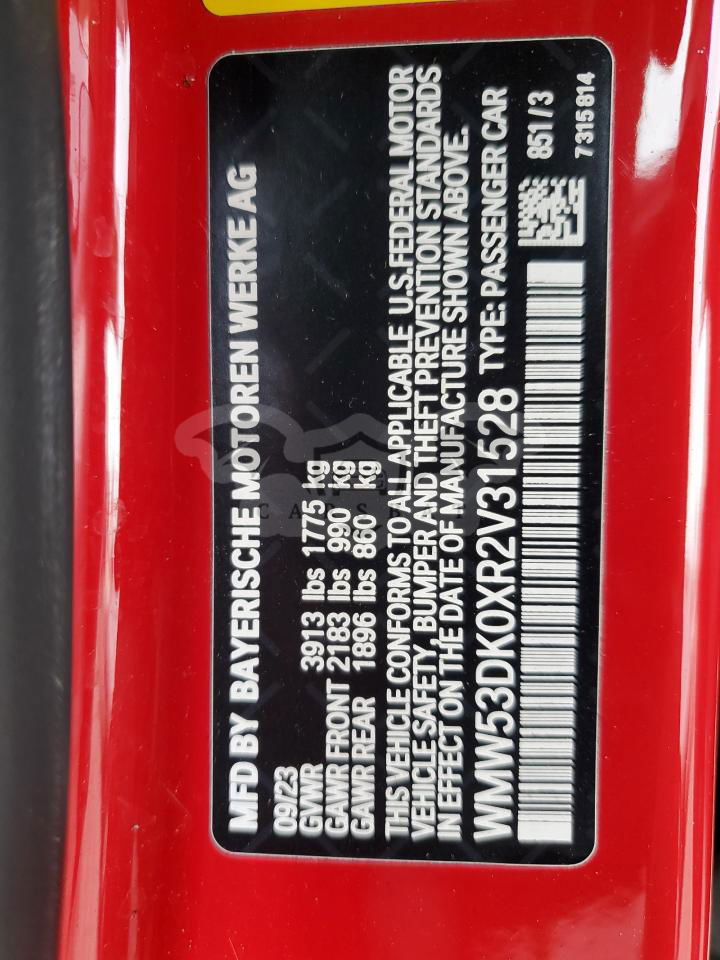 MFD BY BAYERISCHE MOTOREN WERKE AG
09/23
GVWR 3913 lbs 1775 kg
GAWR FRONT 2183 lbs 990 kg
GAWR REAR 1896 lbs 860 kg
THIS VEHICLE CONFORMS TO ALL APPLICABLE U.S.FEDERAL MOTOR
VEHICLE SAFETY, BUMPER AND THEFT PREVENTION STANDARDS
IN EFFECT ON THE DATE OF MANUFACTURE SHOWN ABOVE.
WMW53DK0XR2V31528 TYPE: PASSENGER CAR
851/3
7315814